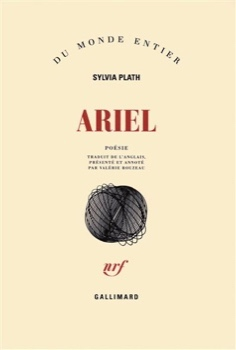 DU MONDE ENTIER
SYLVIA PLATH
ARIEL
POÉSIE
TRADUIT DE L'ANGLAIS,
PRÉSENTÉ ET ANNOTÉ
PAR VALÉRIE ROUZEAU
nrf
GALLIMARD